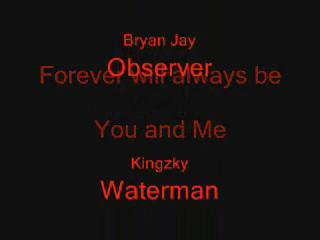 Bryan Jay
Observer
Forever will always be
You and Me
Kingzky
Waterman